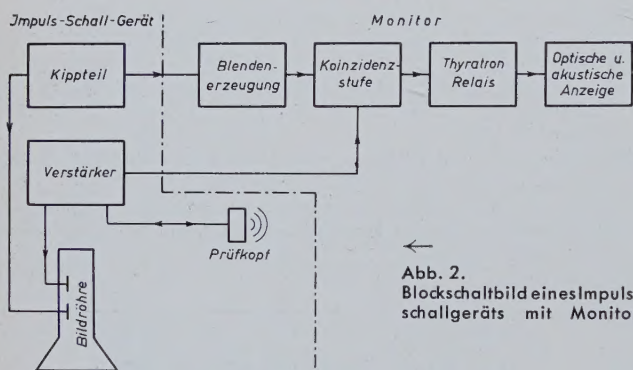 Impuls-Schall-Gerät
Monitor
Kippteil
Blenden-
erzeugung
Koinzidenz-
stufe
Thyratron
Relais
Optische u.
akustische
Anzeige
Verstärker
Prüfkopf
Bildröhre
Abb. 2.
Blockschaltbild eines Impuls
schallgeräts mit Monito